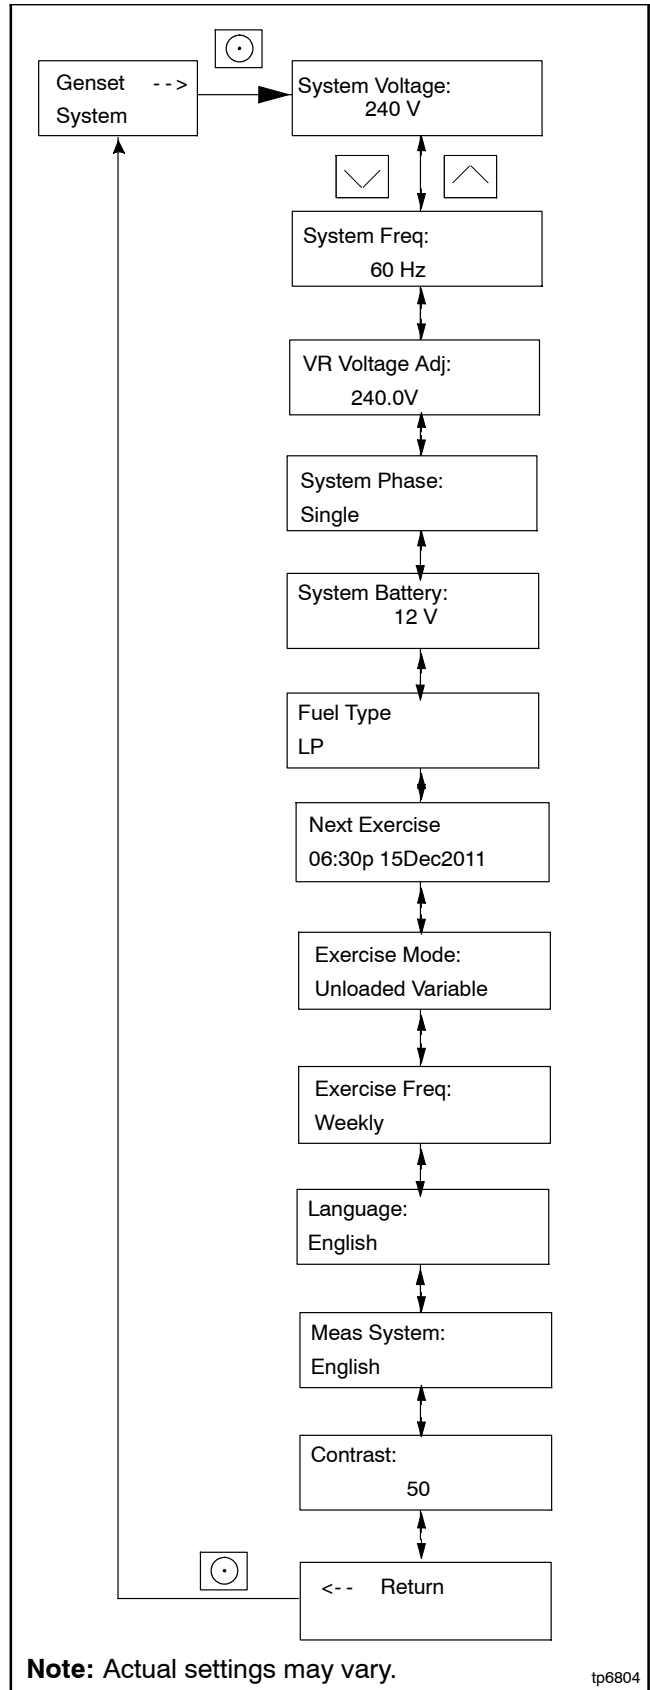 Genset -->
System
System Voltage:
240 V
System Freq:
60 Hz
VR Voltage Adj:
240.0V
System Phase:
Single
System Battery:
12 V
Fuel Type
LP
Next Exercise
06:30p 15Dec2011
Exercise Mode:
Unloaded Variable
Exercise Freq:
Weekly
Language:
English
Meas System:
English
Contrast:
50
<-- Return
Note: Actual settings may vary.
tp6804